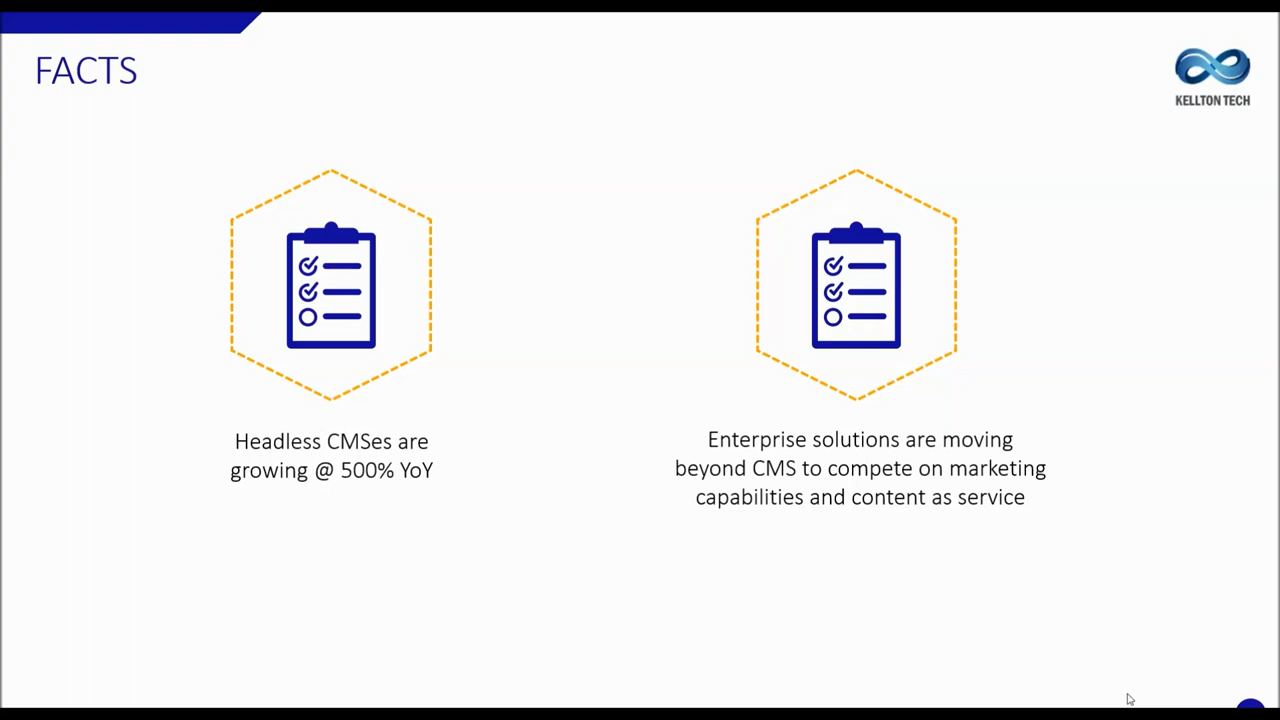 FACTS
KELLTON TECH
Headless CMSes are
growing @ 500% YoY
Enterprise solutions are moving
beyond CMS to compete on marketing
capabilities and content as service